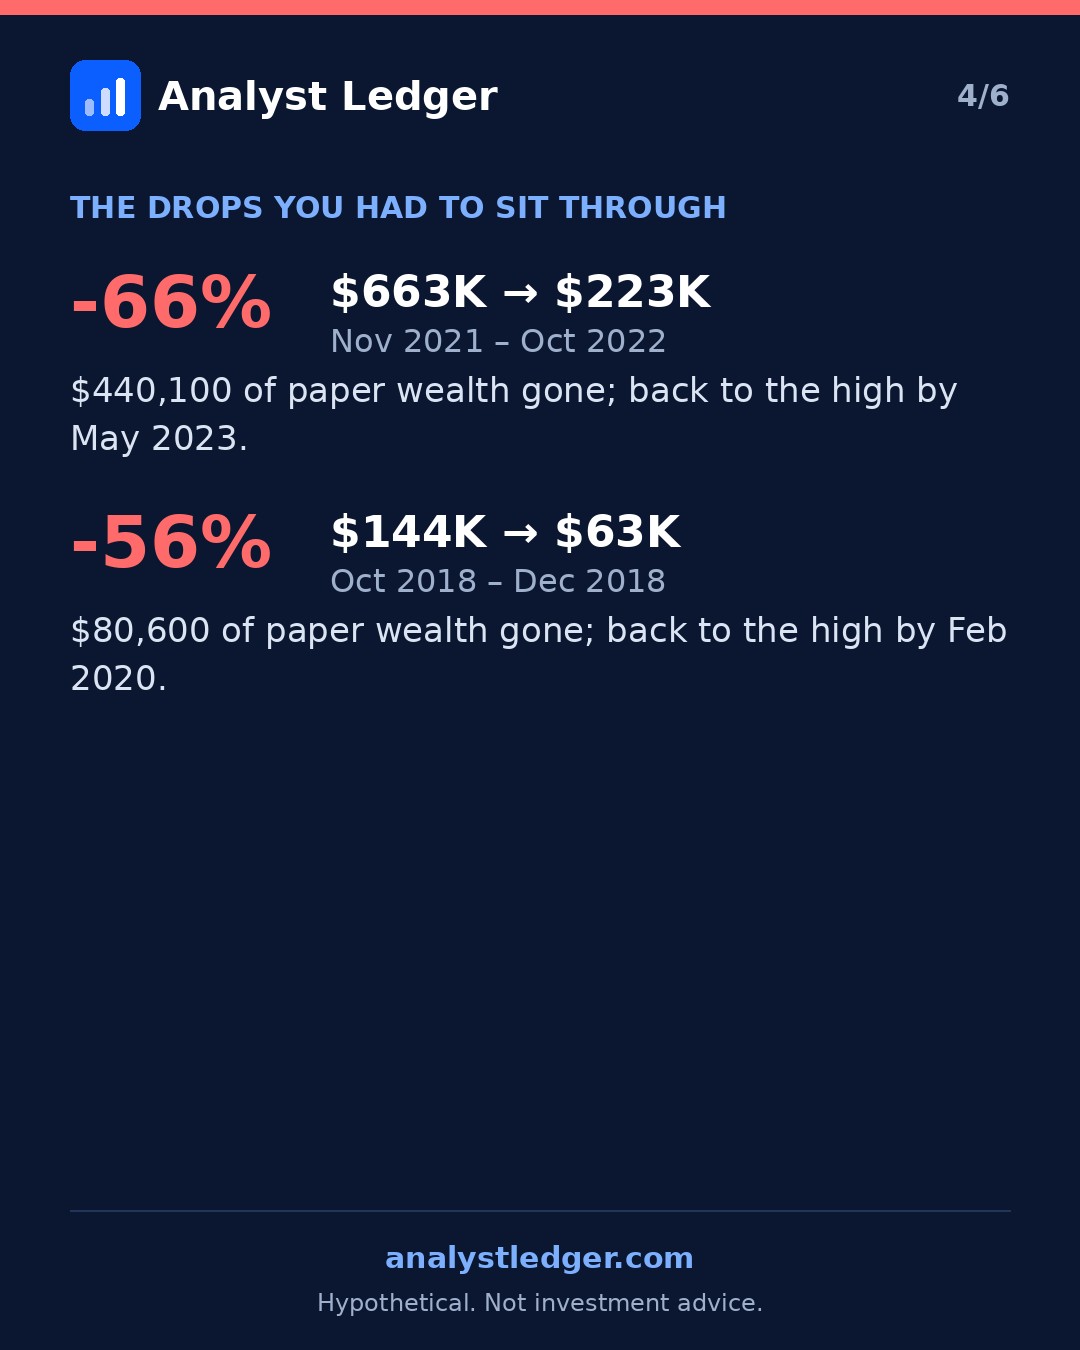 Analyst Ledger
4/6
THE DROPS YOU HAD TO SIT THROUGH
-66%
$663K → $223K
Nov 2021 – Oct 2022
$440,100 of paper wealth gone; back to the high by
May 2023.
-56%
$144K → $63K
Oct 2018 – Dec 2018
$80,600 of paper wealth gone; back to the high by Feb
2020.
analystledger.com
Hypothetical. Not investment advice.